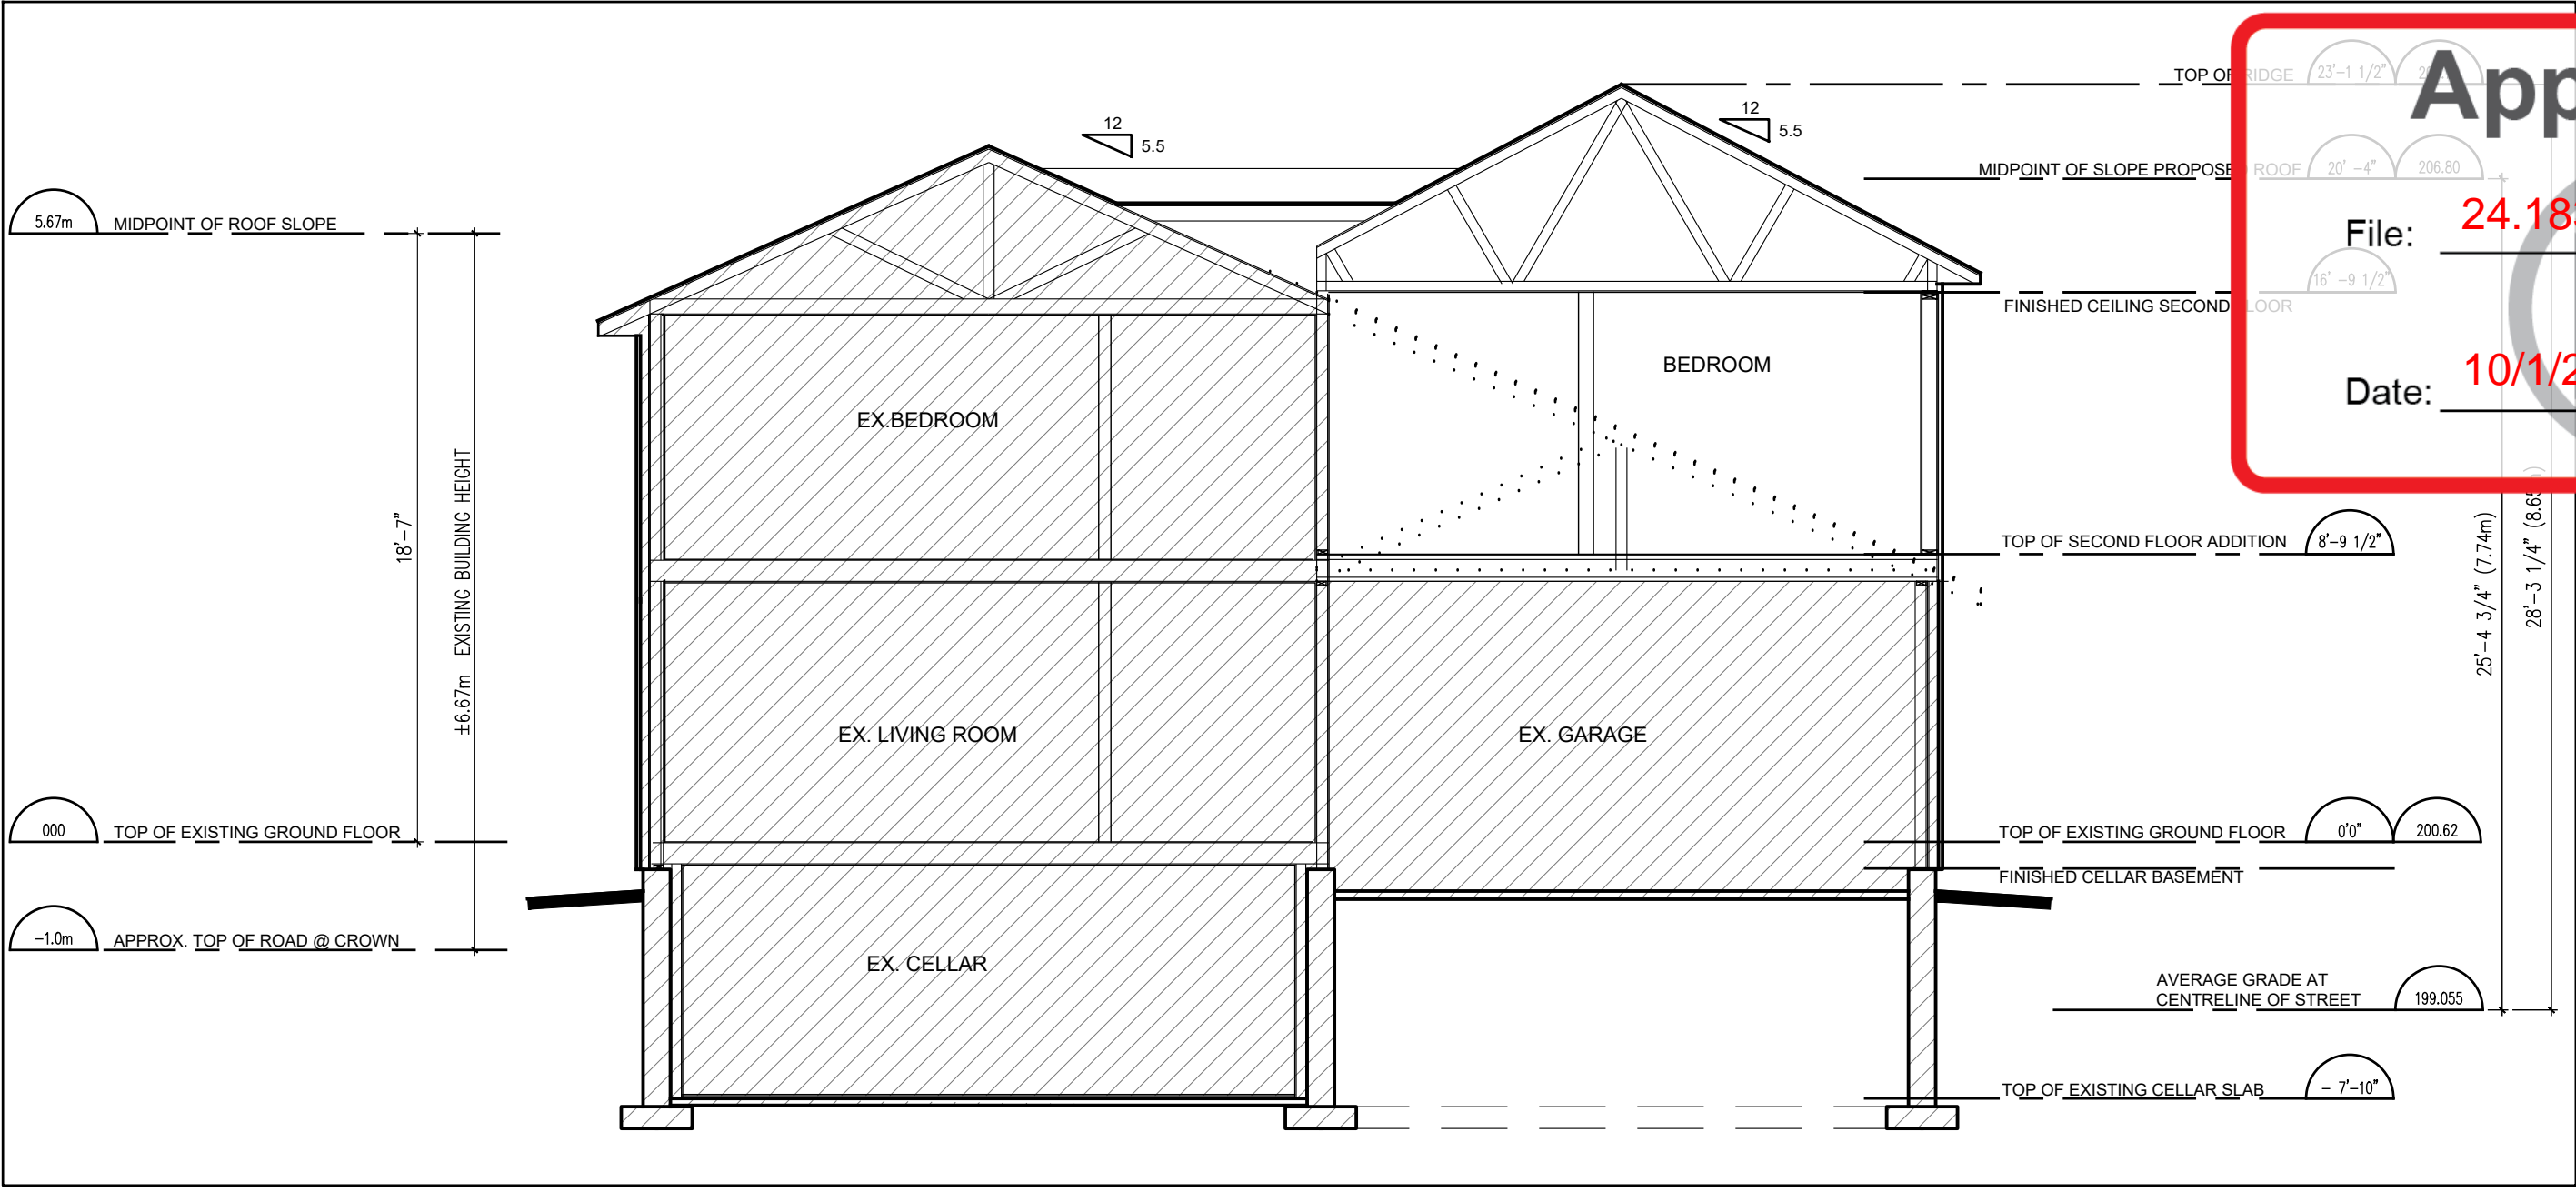 TOP OF RIDGE
23'-1 1/2"
App
12
5.5
12
5.5
MIDPOINT OF SLOPE PROPOSED ROOF
20' -4"
206.80
5.67m
MIDPOINT OF ROOF SLOPE
File:
24.18
16' -9 1/2"
FINISHED CEILING SECOND FLOOR
BEDROOM
Date:
10/1/2
EX.BEDROOM
18'-7"
±6.67m EXISTING BUILDING HEIGHT
TOP OF SECOND FLOOR ADDITION
8'-9 1/2"
25'-4 3/4" (7.74m)
28'-3 1/4"
EX. LIVING ROOM
EX. GARAGE
000
TOP OF EXISTING GROUND FLOOR
TOP OF EXISTING GROUND FLOOR
0'0"
200.62
FINISHED CELLAR BASEMENT
-1.0m
APPROX. TOP OF ROAD @ CROWN
EX. CELLAR
AVERAGE GRADE AT
CENTRELINE OF STREET
199.055
TOP OF EXISTING CELLAR SLAB
- 7'-10"